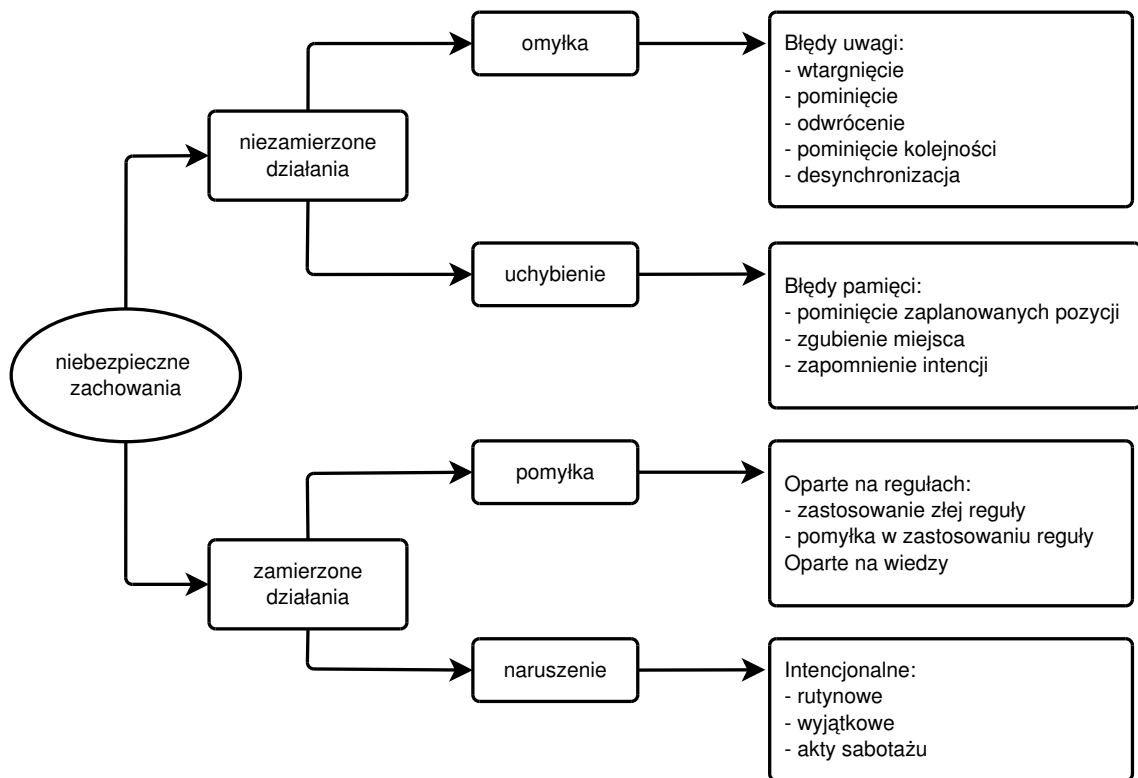 omyłka
Błędy uwagi:
- wtargnięcie
- pominięcie
- odwrócenie
- pominięcie kolejności
- desynchronizacja
niezamierzone
działania
uchybienie
Błędy pamięci:
- pominięcie zaplanowanych pozycji
- zgubienie miejsca
- zapomnienie intencji
niebezpieczne
zachowania
pomyłka
Oparte na regułach:
- zastosowanie złej reguły
- pomyłka w zastosowaniu reguły
Oparte na wiedzy
zamierzone
działania
naruszenie
Intencjonalne:
- rutynowe
- wyjątkowe
- akty sabotażu